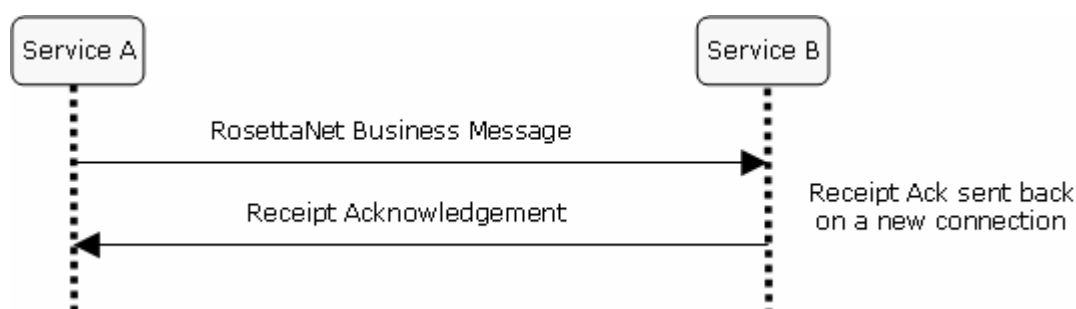 Service A
Service B
RosettaNet Business Message
Receipt Acknowledgement
Receipt Ack sent back
on a new connection